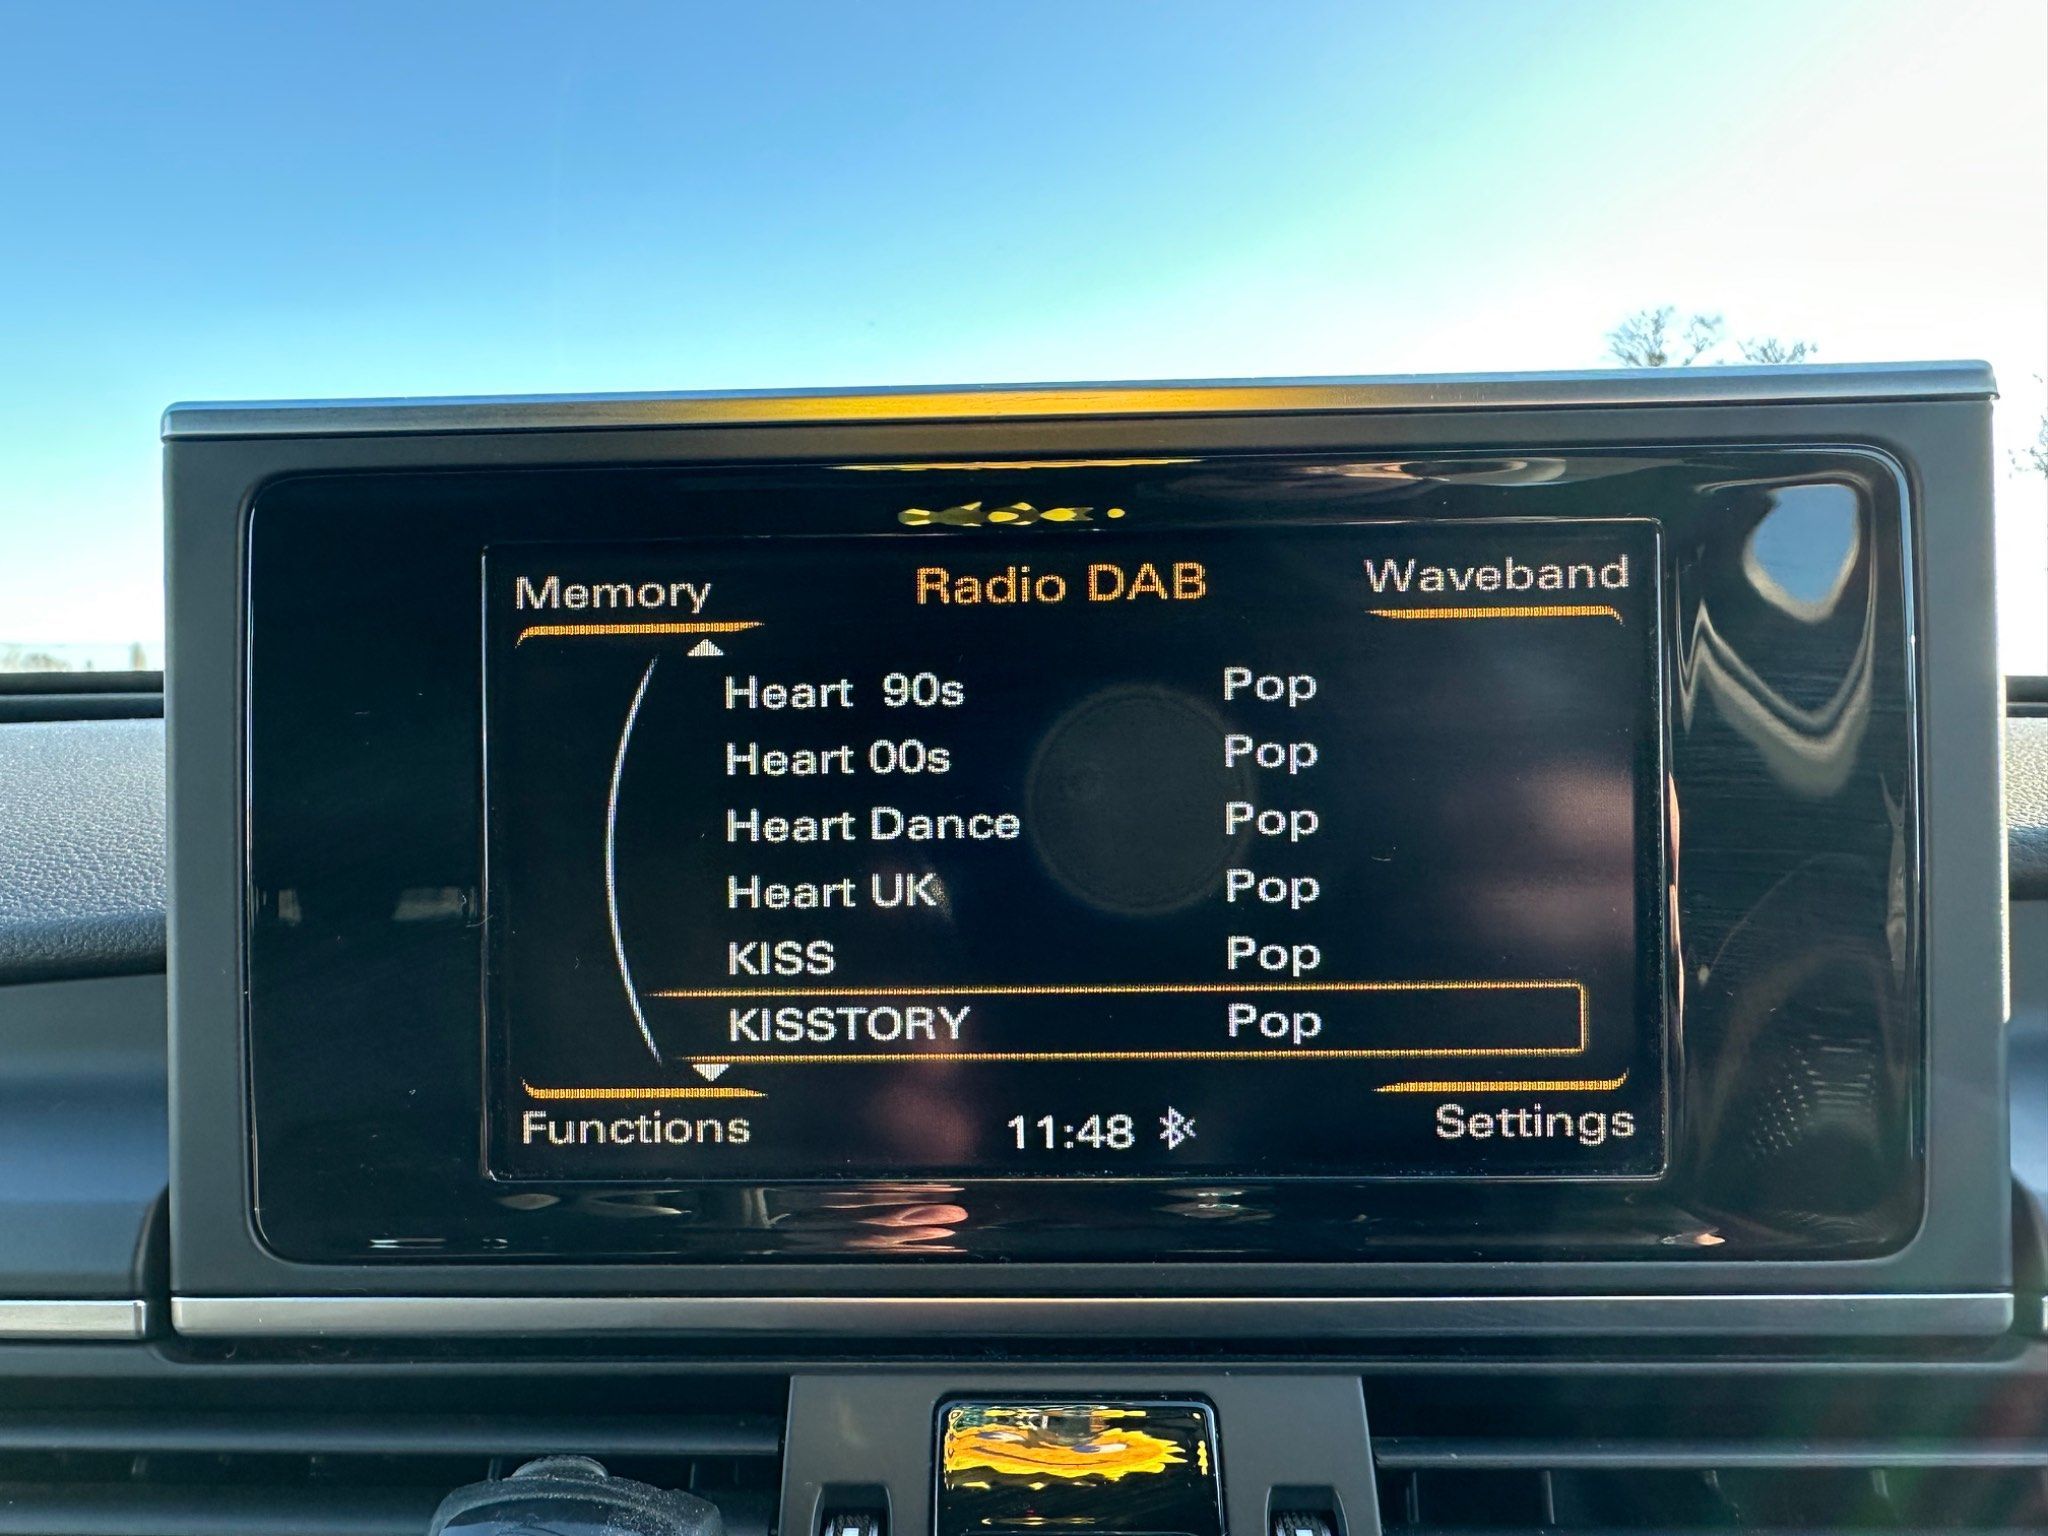 Memory Radio DAB Waveband
Heart 90s Pop
Heart 00s Pop
Heart Dance Pop
Heart UK Pop
KISS Pop
KISSTORY Pop
Functions 11:48 Settings